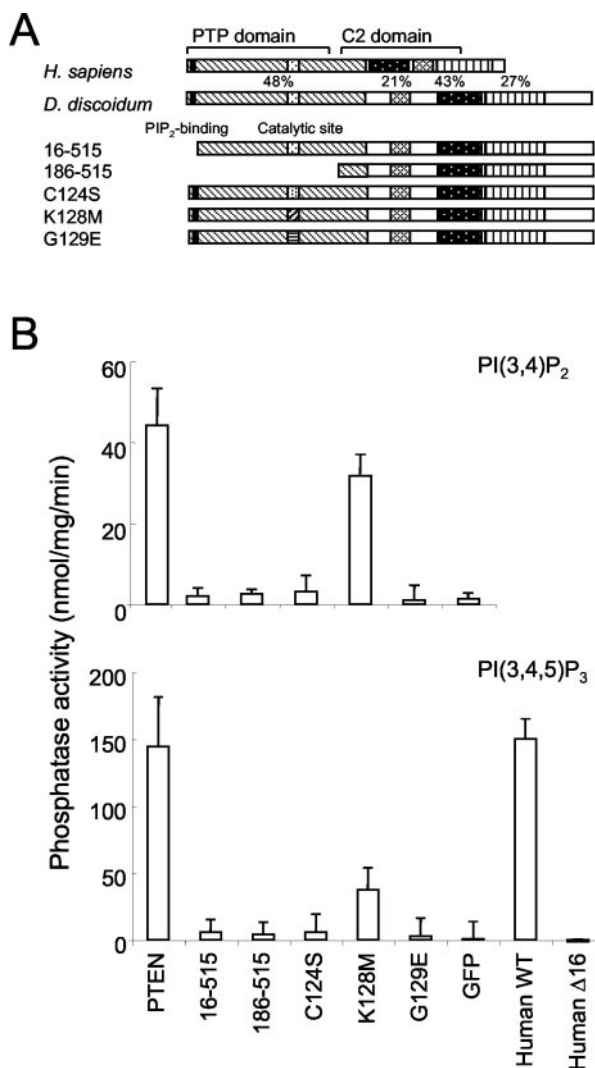 A
PTP domain C2 domain
H. sapiens
48% 21% 43% 27%
D. discoidum
PIP2-binding Catalytic site
16-515
186-515
C124S
K128M
G129E
B
PI(3,4)P2
60
40
20
0
PI(3,4,5)P3
200
150
100
50
0
Phosphatase activity (nmol/mg/min)
PTEN
16-515
186-515
C124S
K128M
G129E
GFP
Human WT
Human Δ16